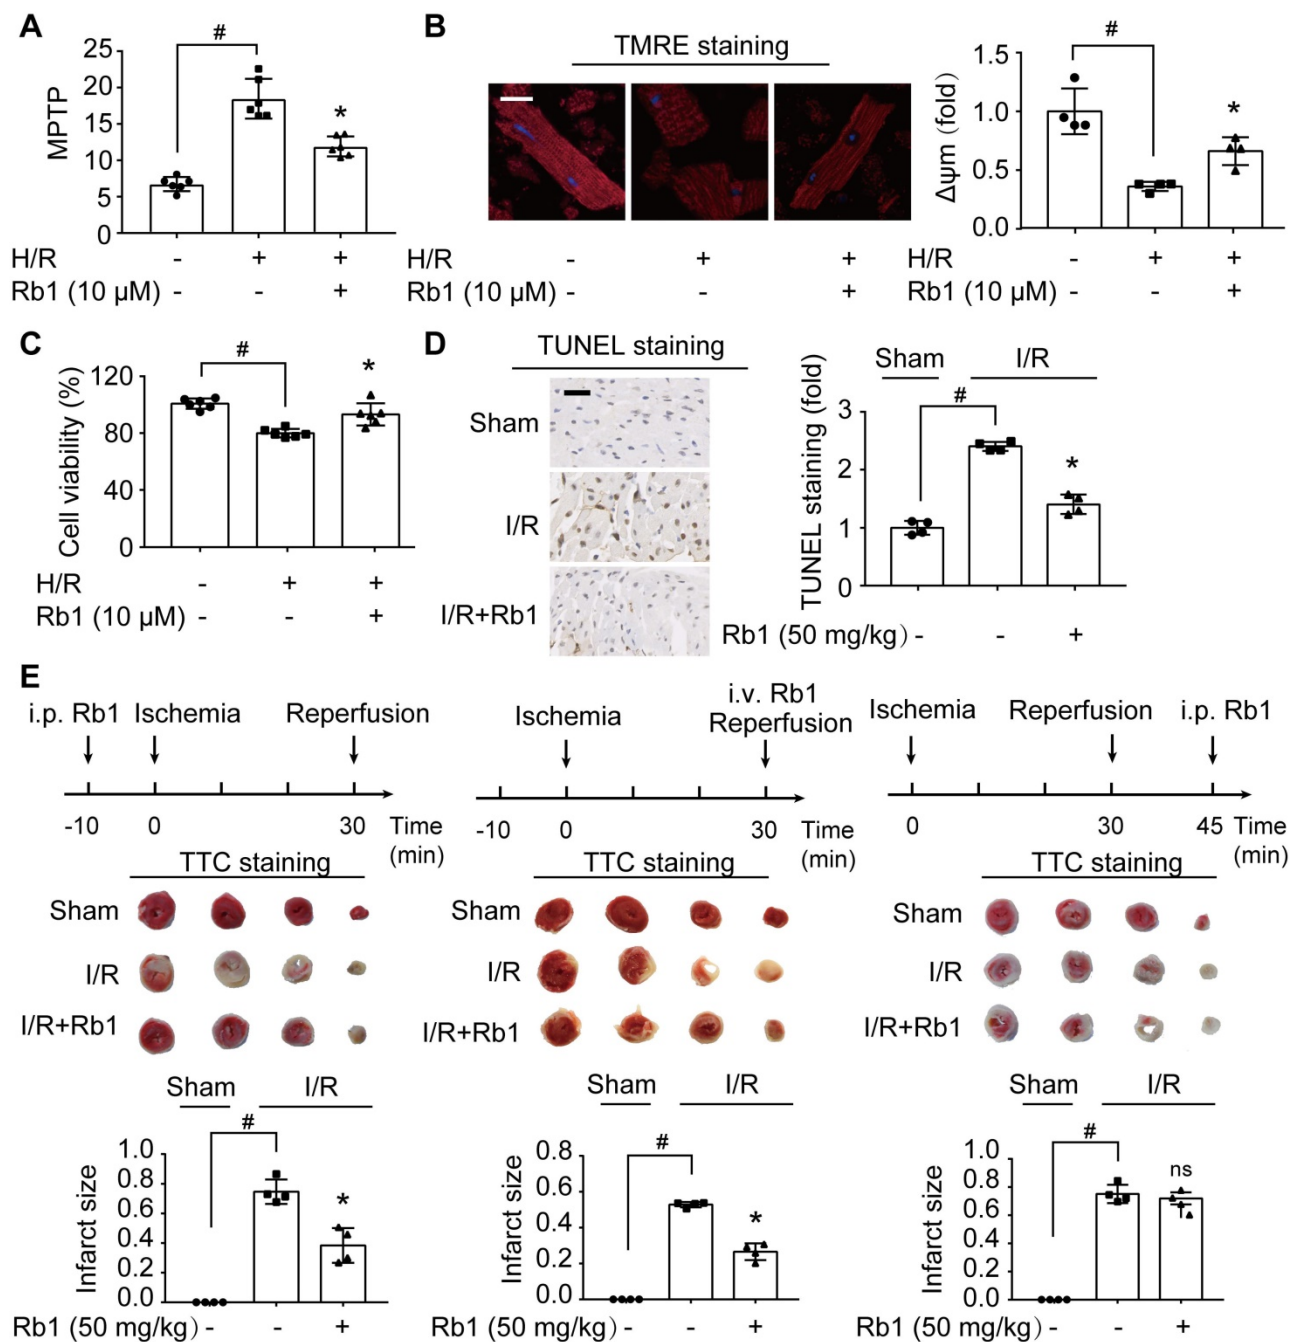 A
#
25
20
15
10
5
0
MPTP
*
H/R - + +
Rb1 (10 μM) - - +
B
TMRE staining
H/R - + +
Rb1 (10 μM) - - +
#
1.5
1.0
0.5
0.0
Δψm (fold)
*
H/R - + +
Rb1 (10 μM) - - +
C
#
120
80
40
0
Cell viability (%)
*
H/R - + +
Rb1 (10 μM) - - +
D
TUNEL staining
Sham
I/R
I/R+Rb1
Sham I/R
#
3
2
1
0
TUNEL staining (fold)
*
Rb1 (50 mg/kg) - - +
E
i.p. Rb1 Ischemia Reperfusion
-10 0 30 Time
(min)
TTC staining
Sham
I/R
I/R+Rb1
Sham I/R
#
1.0
0.8
0.6
0.4
0.2
0.0
Infarct size
*
Rb1 (50 mg/kg) - - +
i.v. Rb1
Ischemia Reperfusion
-10 0 30 Time
(min)
TTC staining
Sham
I/R
I/R+Rb1
Sham I/R
#
0.8
0.6
0.4
0.2
0.0
Infarct size
*
Rb1 (50 mg/kg) - - +
Ischemia Reperfusion i.p. Rb1
0 30 45 Time
(min)
TTC staining
Sham
I/R
I/R+Rb1
Sham I/R
#
1.0
0.8
0.6
0.4
0.2
0.0
Infarct size
ns
Rb1 (50 mg/kg) - - +